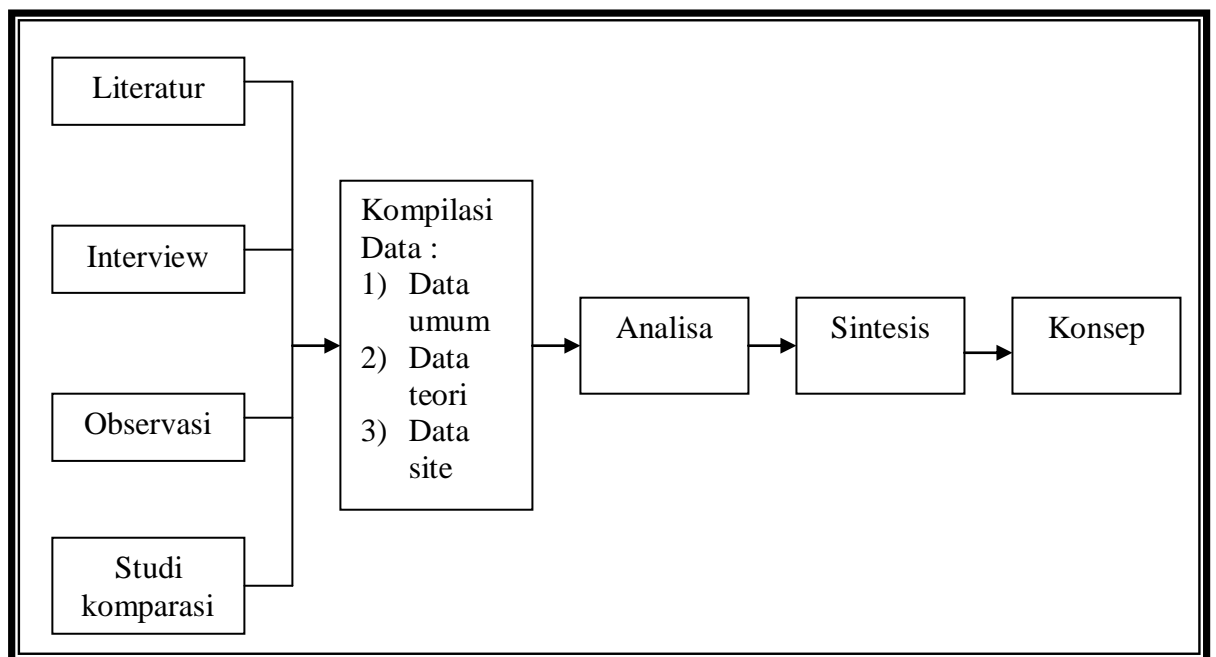 Literatur
Interview
Observasi
Studi
komparasi
Kompilasi
Data :
1) Data
umum
2) Data
teori
3) Data
site
Analisa
Sintesis
Konsep